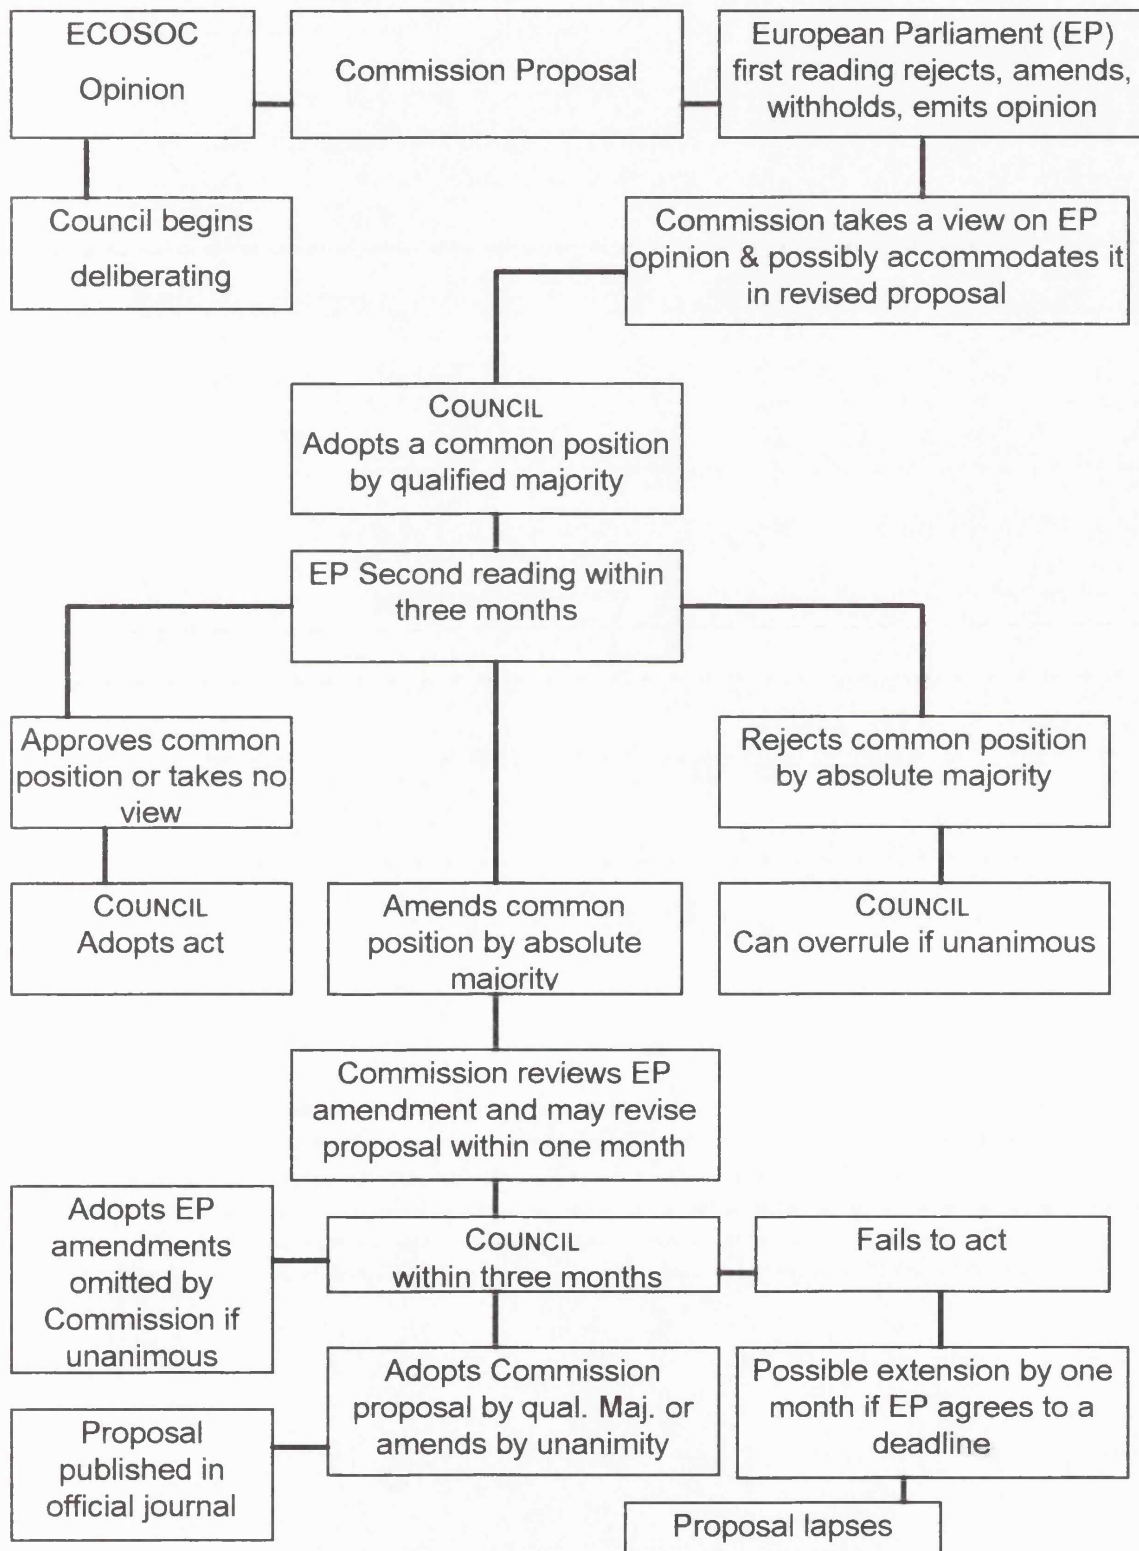 ECOSOC
Opinion
Commission Proposal
European Parliament (EP)
first reading rejects, amends,
withholds, emits opinion
Council begins
deliberating
Commission takes a view on EP
opinion & possibly accommodates it
in revised proposal
COUNCIL
Adopts a common position
by qualified majority
EP Second reading within
three months
Approves common
position or takes no
view
Rejects common position
by absolute majority
COUNCIL
Adopts act
Amends common
position by absolute
majority
COUNCIL
Can overrule if unanimous
Commission reviews EP
amendment and may revise
proposal within one month
Adopts EP
amendments
omitted by
Commission if
unanimous
COUNCIL
within three months
Fails to act
Adopts Commission
proposal by qual. Maj. or
amends by unanimity
Possible extension by one
month if EP agrees to a
deadline
Proposal
published in
official journal
Proposal lapses